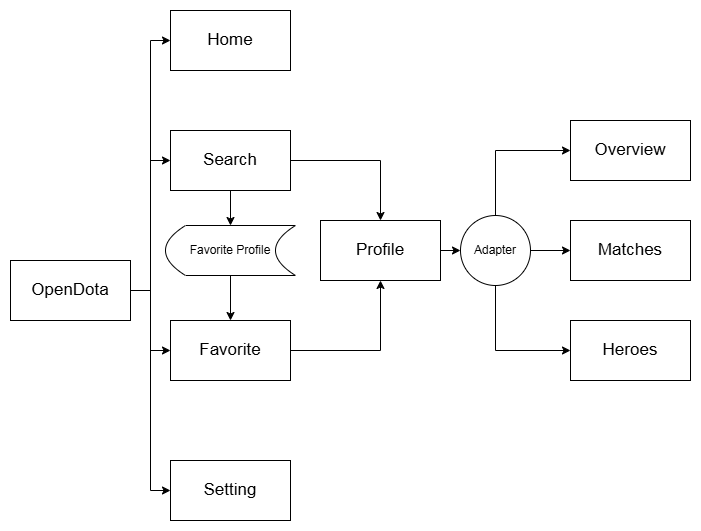 Home
Search
Favorite Profile
OpenDota
Favorite
Setting
Profile
Adapter
Overview
Matches
Heroes